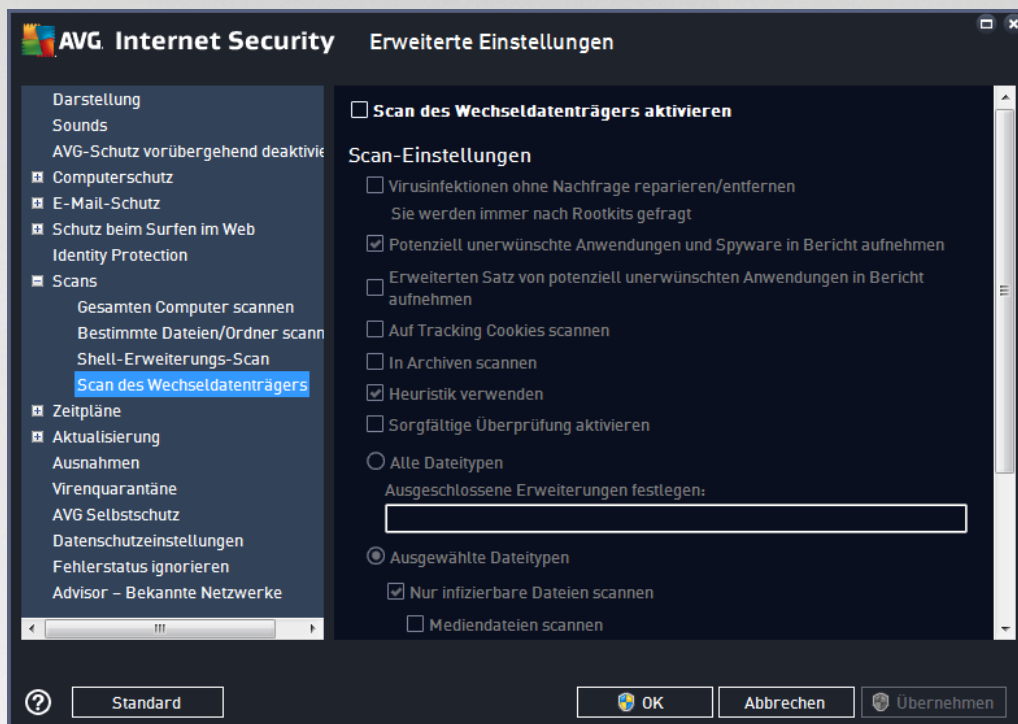 AVG. Internet Security
Erweiterte Einstellungen
Darstellung
Sounds
AVG-Schutz vorübergehend deaktivie
Computerschutz
E-Mail-Schutz
Schutz beim Surfen im Web
Identity Protection
Scans
Gesamten Computer scannen
Bestimmte Dateien/Ordner scann
Shell-Erweiterungs-Scan
Scan des Wechseldatenträgers
Zeitpläne
Aktualisierung
Ausnahmen
Virenquarantäne
AVG Selbstschutz
Datenschutzeinstellungen
Fehlerstatus ignorieren
Advisor – Bekannte Netzwerke
Scan des Wechseldatenträgers aktivieren
Scan-Einstellungen
Virusinfektionen ohne Nachfrage reparieren/entfernen
Sie werden immer nach Rootkits gefragt
Potenziell unerwünschte Anwendungen und Spyware in Bericht aufnehmen
Erweiterten Satz von potenziell unerwünschten Anwendungen in Bericht
aufnehmen
Auf Tracking Cookies scannen
In Archiven scannen
Heuristik verwenden
Sorgfältige Überprüfung aktivieren
Alle Dateitypen
Ausgeschlossene Erweiterungen festlegen:
Ausgewählte Dateitypen
Nur infizierbare Dateien scannen
Mediendateien scannen
?
Standard
OK
Abbrechen
Übernehmen